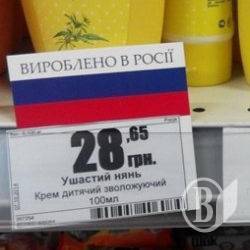 ВИРОБЛЕНО В РОСІЇ
28,65
грн.
Ушастий нянь
Крем дитячий зволожуючий
100мл